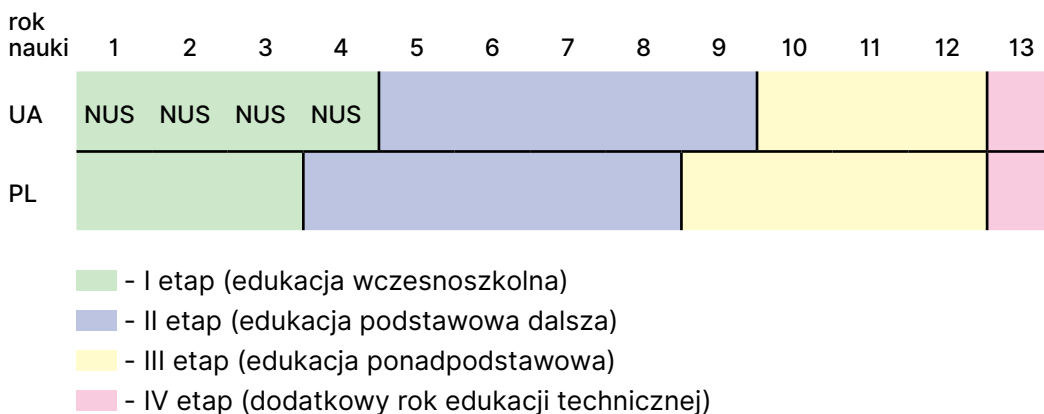 rok
nauki 1 2 3 4 5 6 7 8 9 10 11 12 13
UA NUS NUS NUS NUS
PL
- I etap (edukacja wczesnoszkolna)
- II etap (edukacja podstawowa dalsza)
- III etap (edukacja ponadpodstawowa)
- IV etap (dodatkowy rok edukacji technicznej)